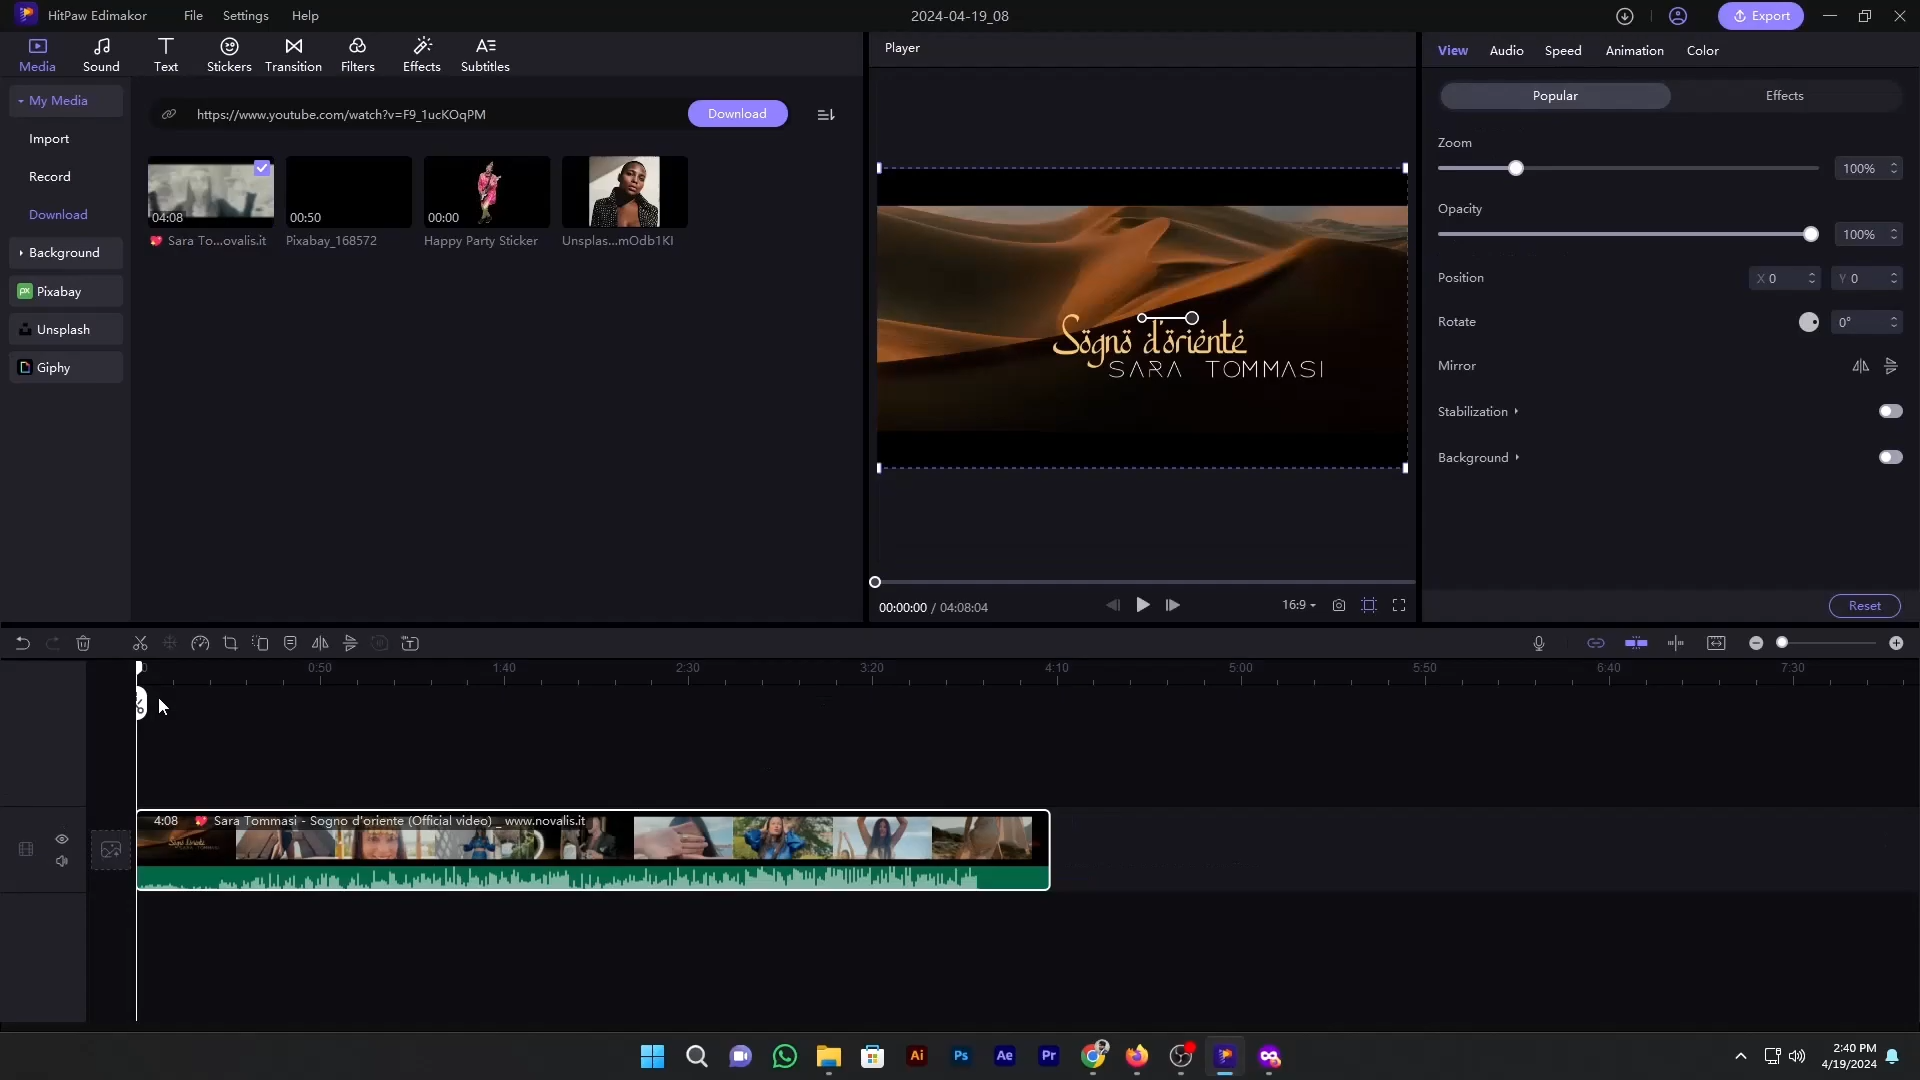 HitPaw Edimakor
File
Settings
Help
2024-04-19_08
Export
Media
Sound
Text
Stickers
Transition
Filters
Effects
Subtitles
Player
View
Audio
Speed
Animation
Color
My Media
Import
Record
Download
Background
Pixabay
Unsplash
Giphy
https://www.youtube.com/watch?v=F9_1ucKOqPM
Download
04:08
00:50
00:00
Sara To...ovalis.it
Pixabay_168572
Happy Party Sticker
Unsplas...mOdb1KI
Sogno d'oriente
SARA TOMMASI
00:00:00 / 04:08:04
16:9
Popular
Effects
Zoom
100%
Opacity
100%
Position
X 0
Y 0
Rotate
0°
Mirror
Stabilization
Background
Reset
0:50
1:40
2:30
3:20
4:10
5:00
5:50
6:40
7:30
4:08
Sara Tommasi - Sogno d'oriente (Official video) _ www.novalis.it
Ai
Ps
Ae
Pr
2:40 PM
4/19/2024